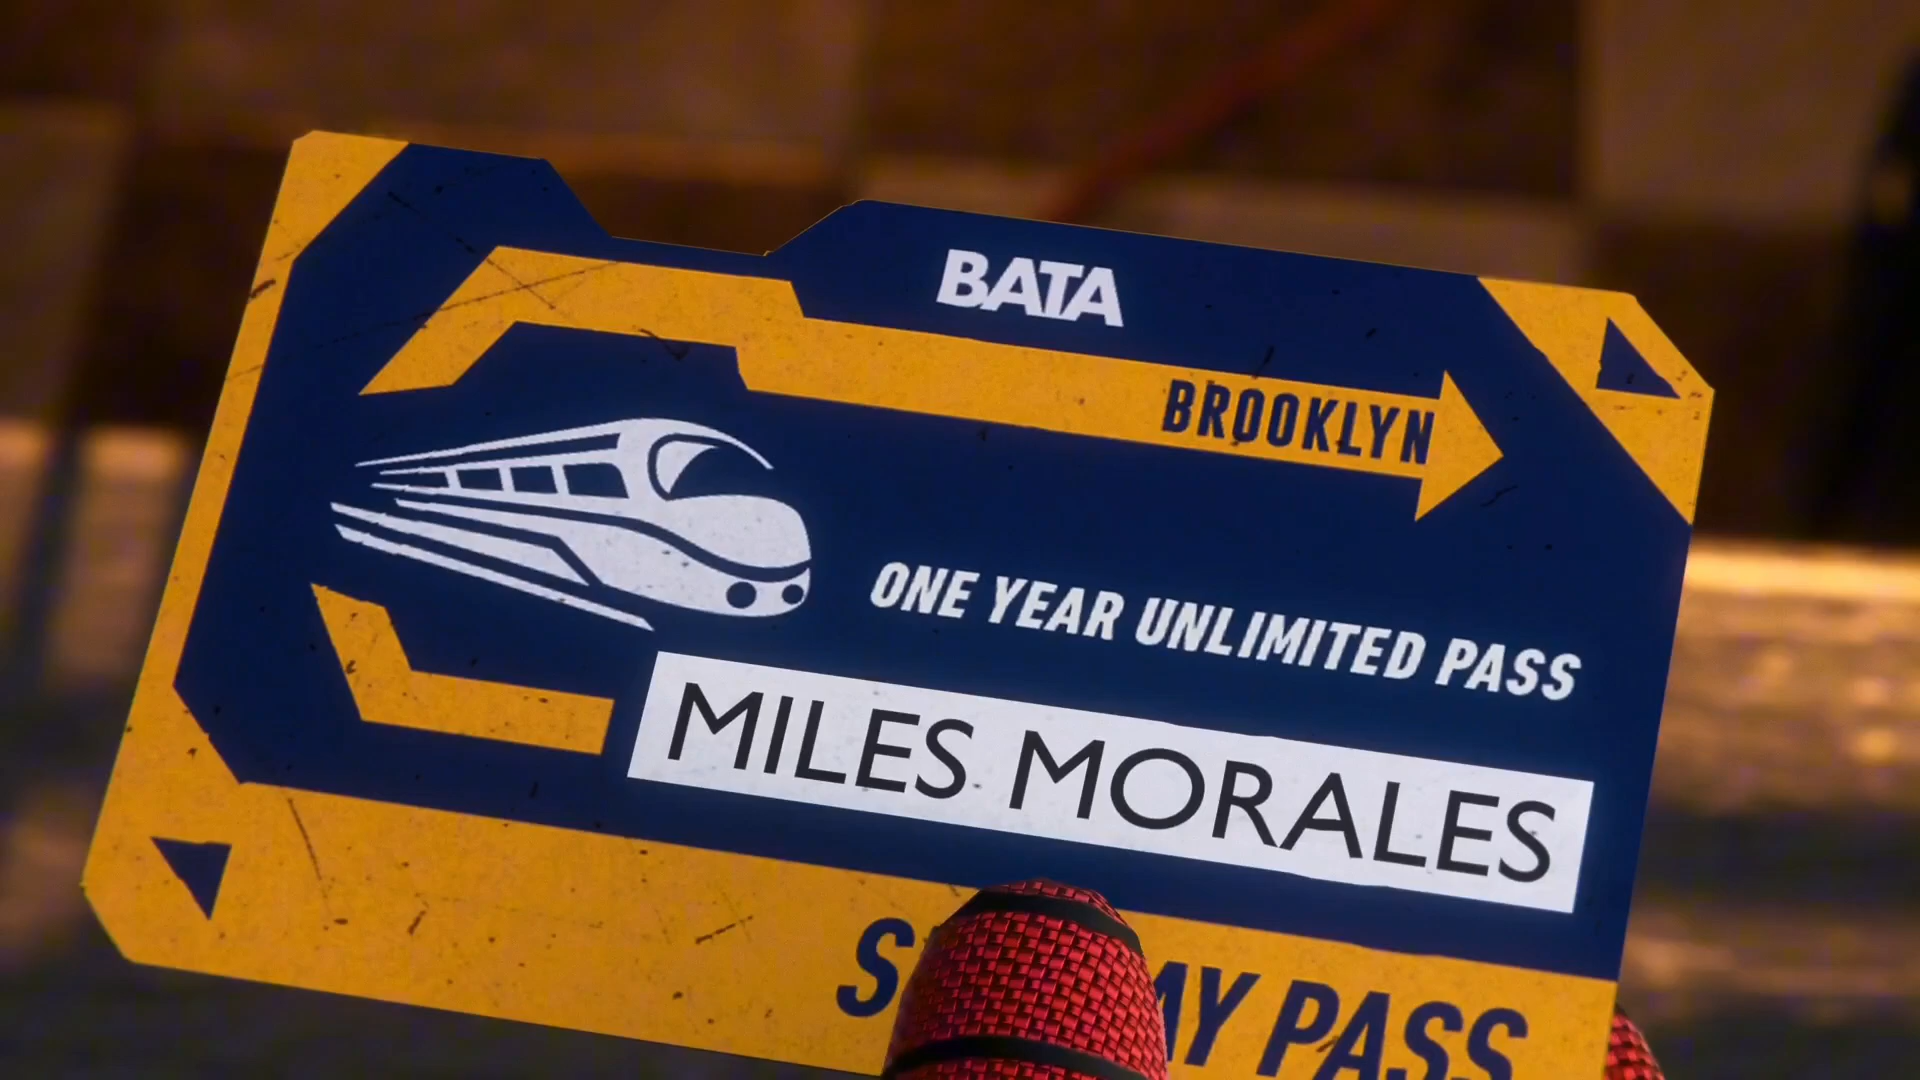 BATA
BROOKLYN
ONE YEAR UNLIMITED PASS
MILES MORALES
PASS